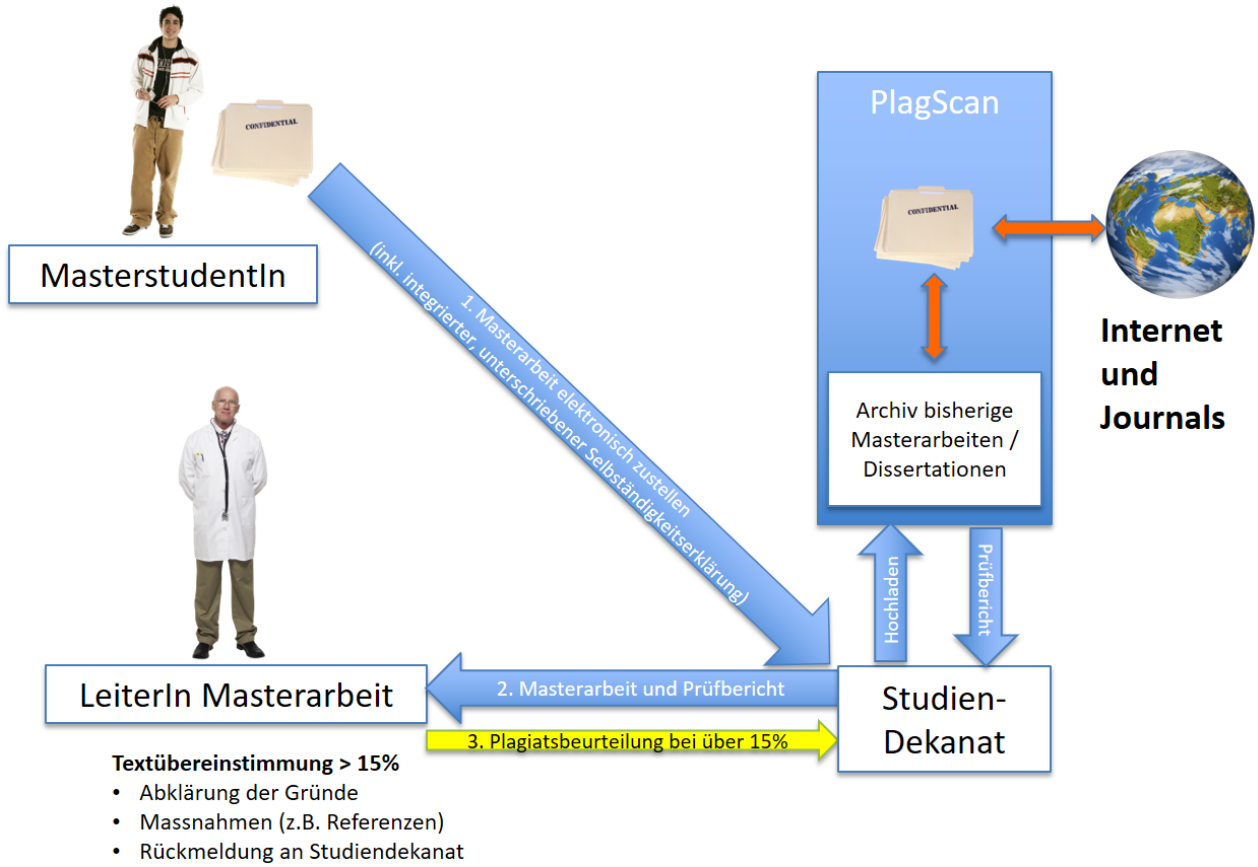 CONFIDENTIAL
MasterstudentIn
1. Masterarbeit elektronisch zustellen
(inkl. integrierter, unterschriebener Selbständigkeitserklärung)
PlagScan
CONFIDENTIAL
Internet
und
Journals
Archiv bisherige
Masterarbeiten /
Dissertationen
Hochladen
Prüfbericht
LeiterIn Masterarbeit
2. Masterarbeit und Prüfbericht
3. Plagiatsbeurteilung bei über 15%
Studien-
Dekanat
Textübereinstimmung > 15%
• Abklärung der Gründe
• Massnahmen (z.B. Referenzen)
• Rückmeldung an Studiendekanat